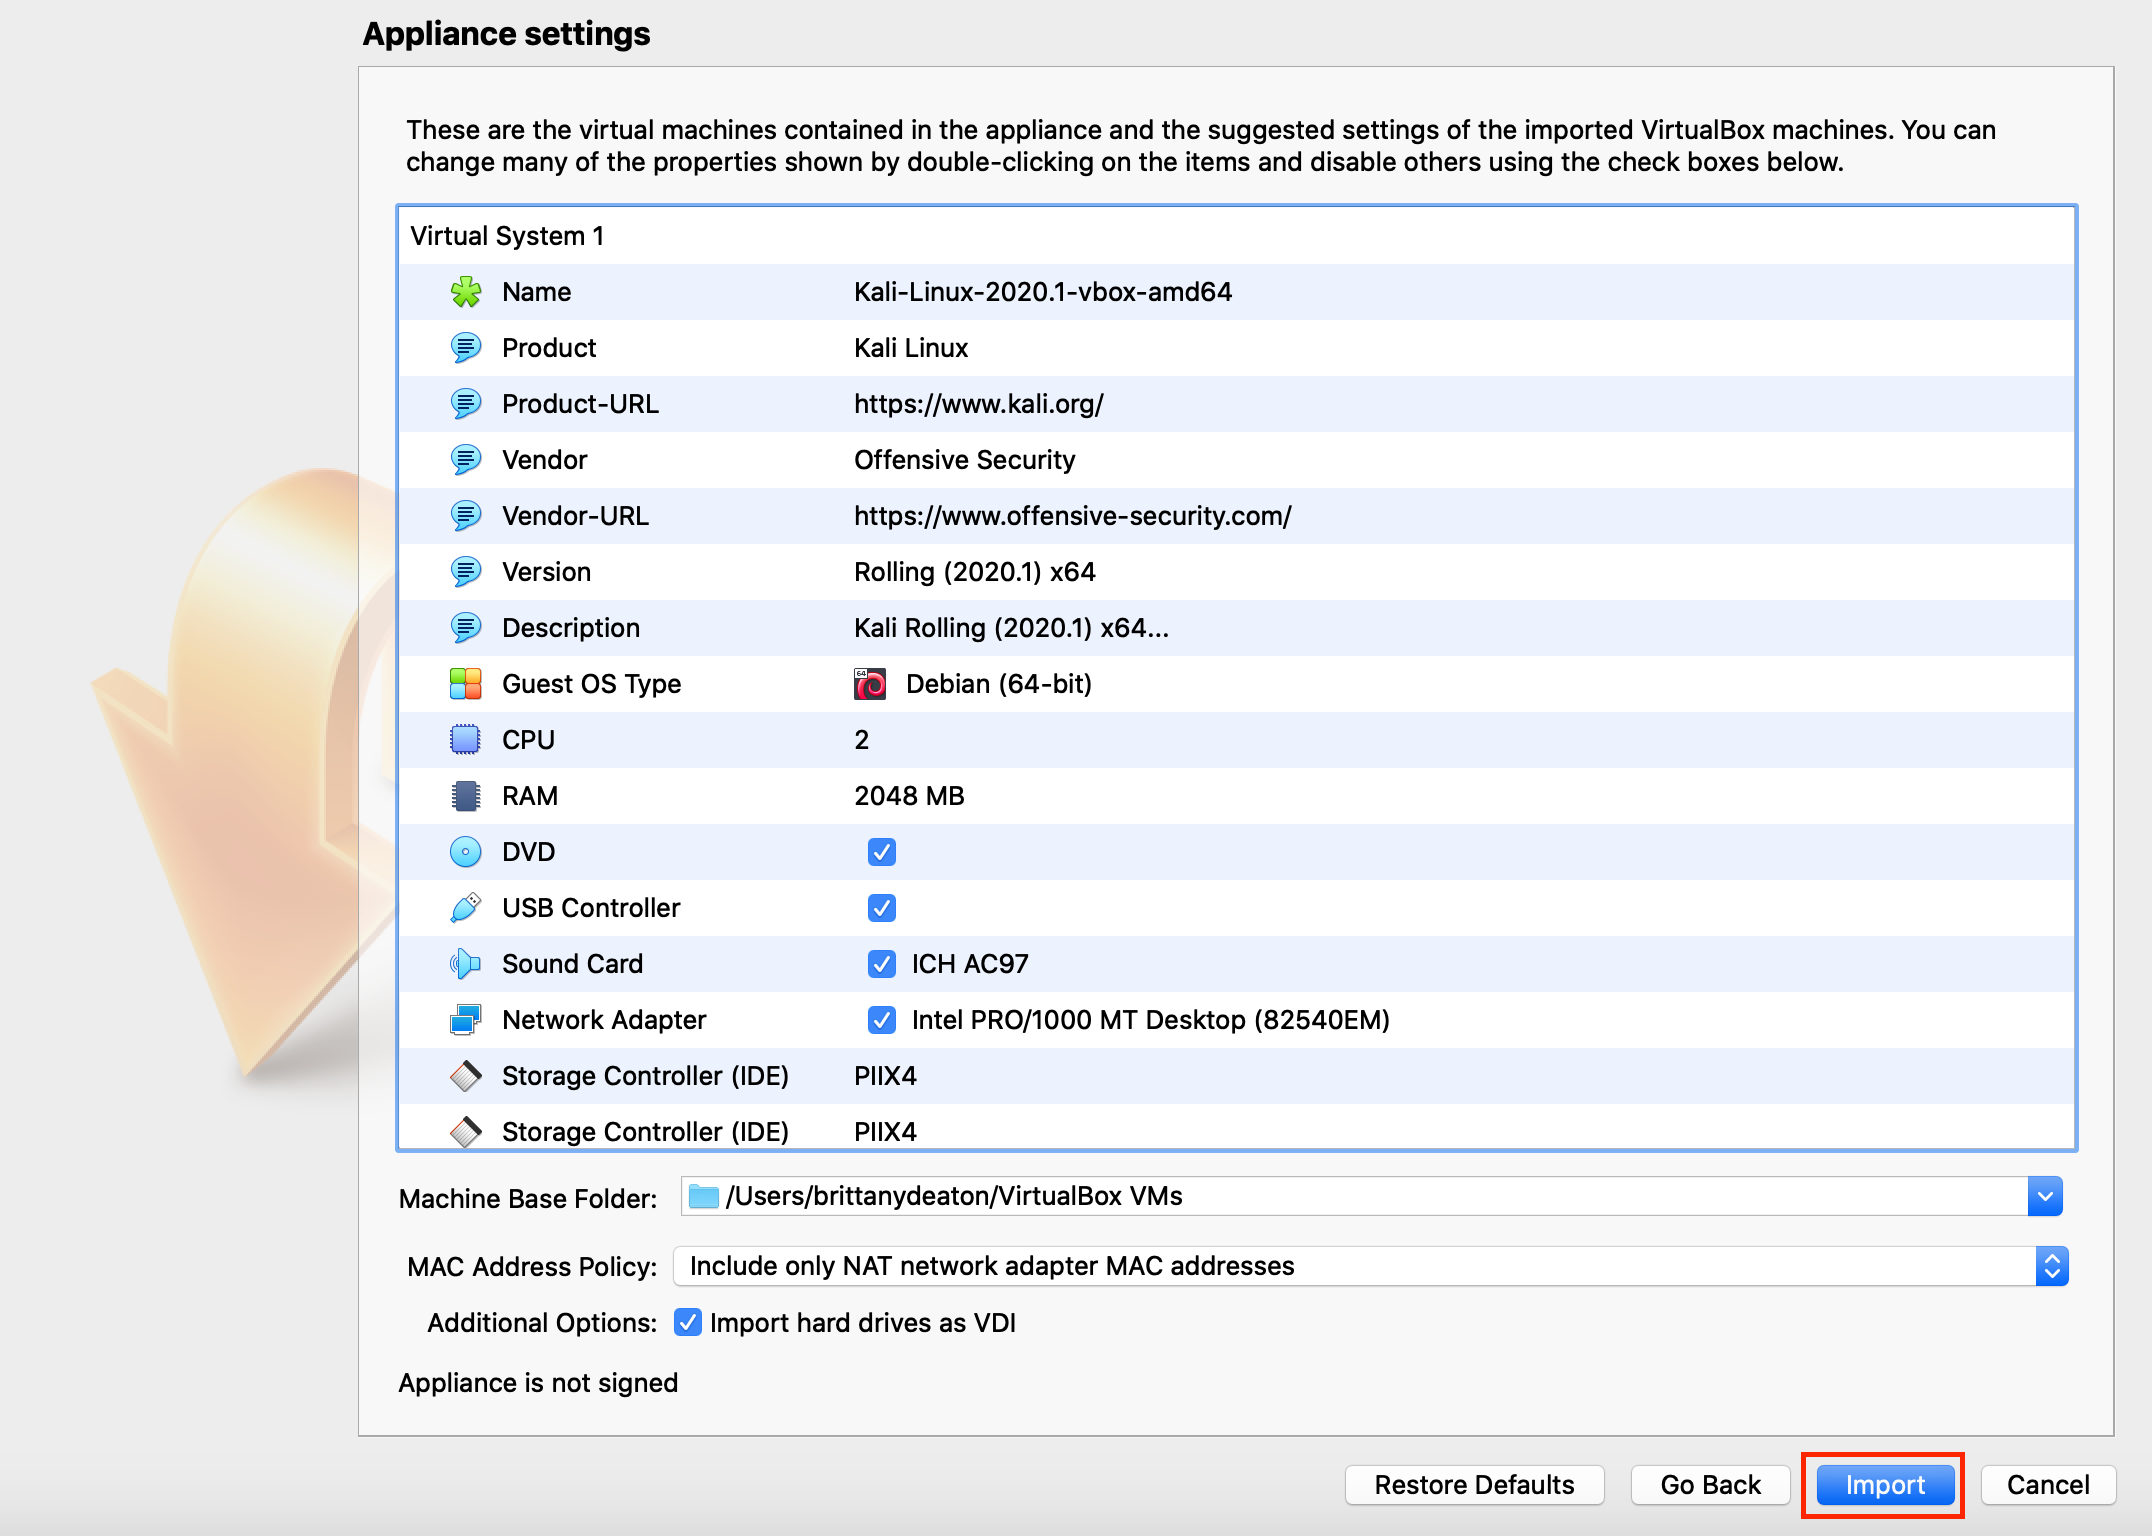 Appliance settings
These are the virtual machines contained in the appliance and the suggested settings of the imported VirtualBox machines. You can
change many of the properties shown by double-clicking on the items and disable others using the check boxes below.
Virtual System 1
Name Kali-Linux-2020.1-vbox-amd64
Product Kali Linux
Product-URL https://www.kali.org/
Vendor Offensive Security
Vendor-URL https://www.offensive-security.com/
Version Rolling (2020.1) x64
Description Kali Rolling (2020.1) x64...
Guest OS Type 64 Debian (64-bit)
CPU 2
RAM 2048 MB
DVD
USB Controller
Sound Card ICH AC97
Network Adapter Intel PRO/1000 MT Desktop (82540EM)
Storage Controller (IDE) PIIX4
Storage Controller (IDE) PIIX4
Machine Base Folder: /Users/brittanydeaton/VirtualBox VMs
MAC Address Policy: Include only NAT network adapter MAC addresses
Additional Options: Import hard drives as VDI
Appliance is not signed
Restore Defaults Go Back Import Cancel